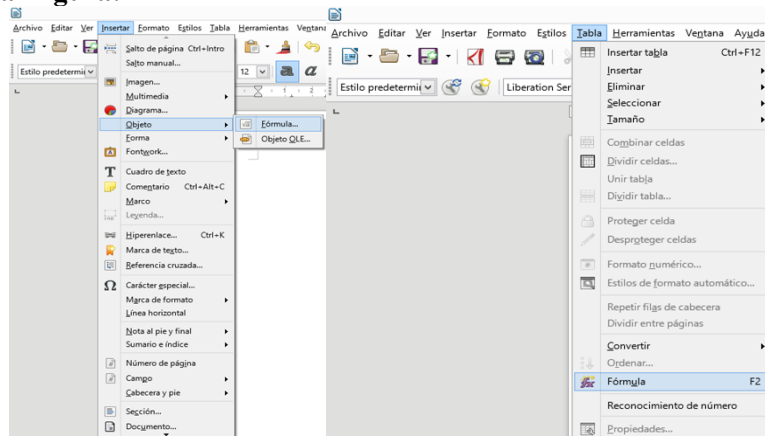 Archivo Editar Ver Insertar Formato Estilos Tabla Herramientas Ventana
Estilo predetermi
12
a a
1 2
Salto de página Ctrl+Intro
Salto manual...
Imagen...
Multimedia
Diagrama...
Objeto
Forma
Fontwork...
Cuadro de texto
Comentario Ctrl+Alt+C
Marco
Leyenda...
Hiperenlace... Ctrl+K
Marca de texto...
Referencia cruzada...
Carácter especial...
Marca de formato
Línea horizontal
Nota al pie y final
Sumario e índice
Número de página
Campo
Cabecera y pie
Sección...
Documento...
Fórmula...
Objeto OLE...
Archivo Editar Ver Insertar Formato Estilos Tabla Herramientas Ventana Ayuda
Estilo predetermi
Liberation Ser
Insertar tabla Ctrl+F12
Insertar
Eliminar
Seleccionar
Tamaño
Combinar celdas
Dividir celdas...
Unir tabla
Dividir tabla...
Proteger celda
Desproteger celdas
Formato numérico...
Estilos de formato automático...
Repetir filas de cabecera
Dividir entre páginas
Convertir
Ordenar...
Fórmula F2
Reconocimiento de número
Propiedades...